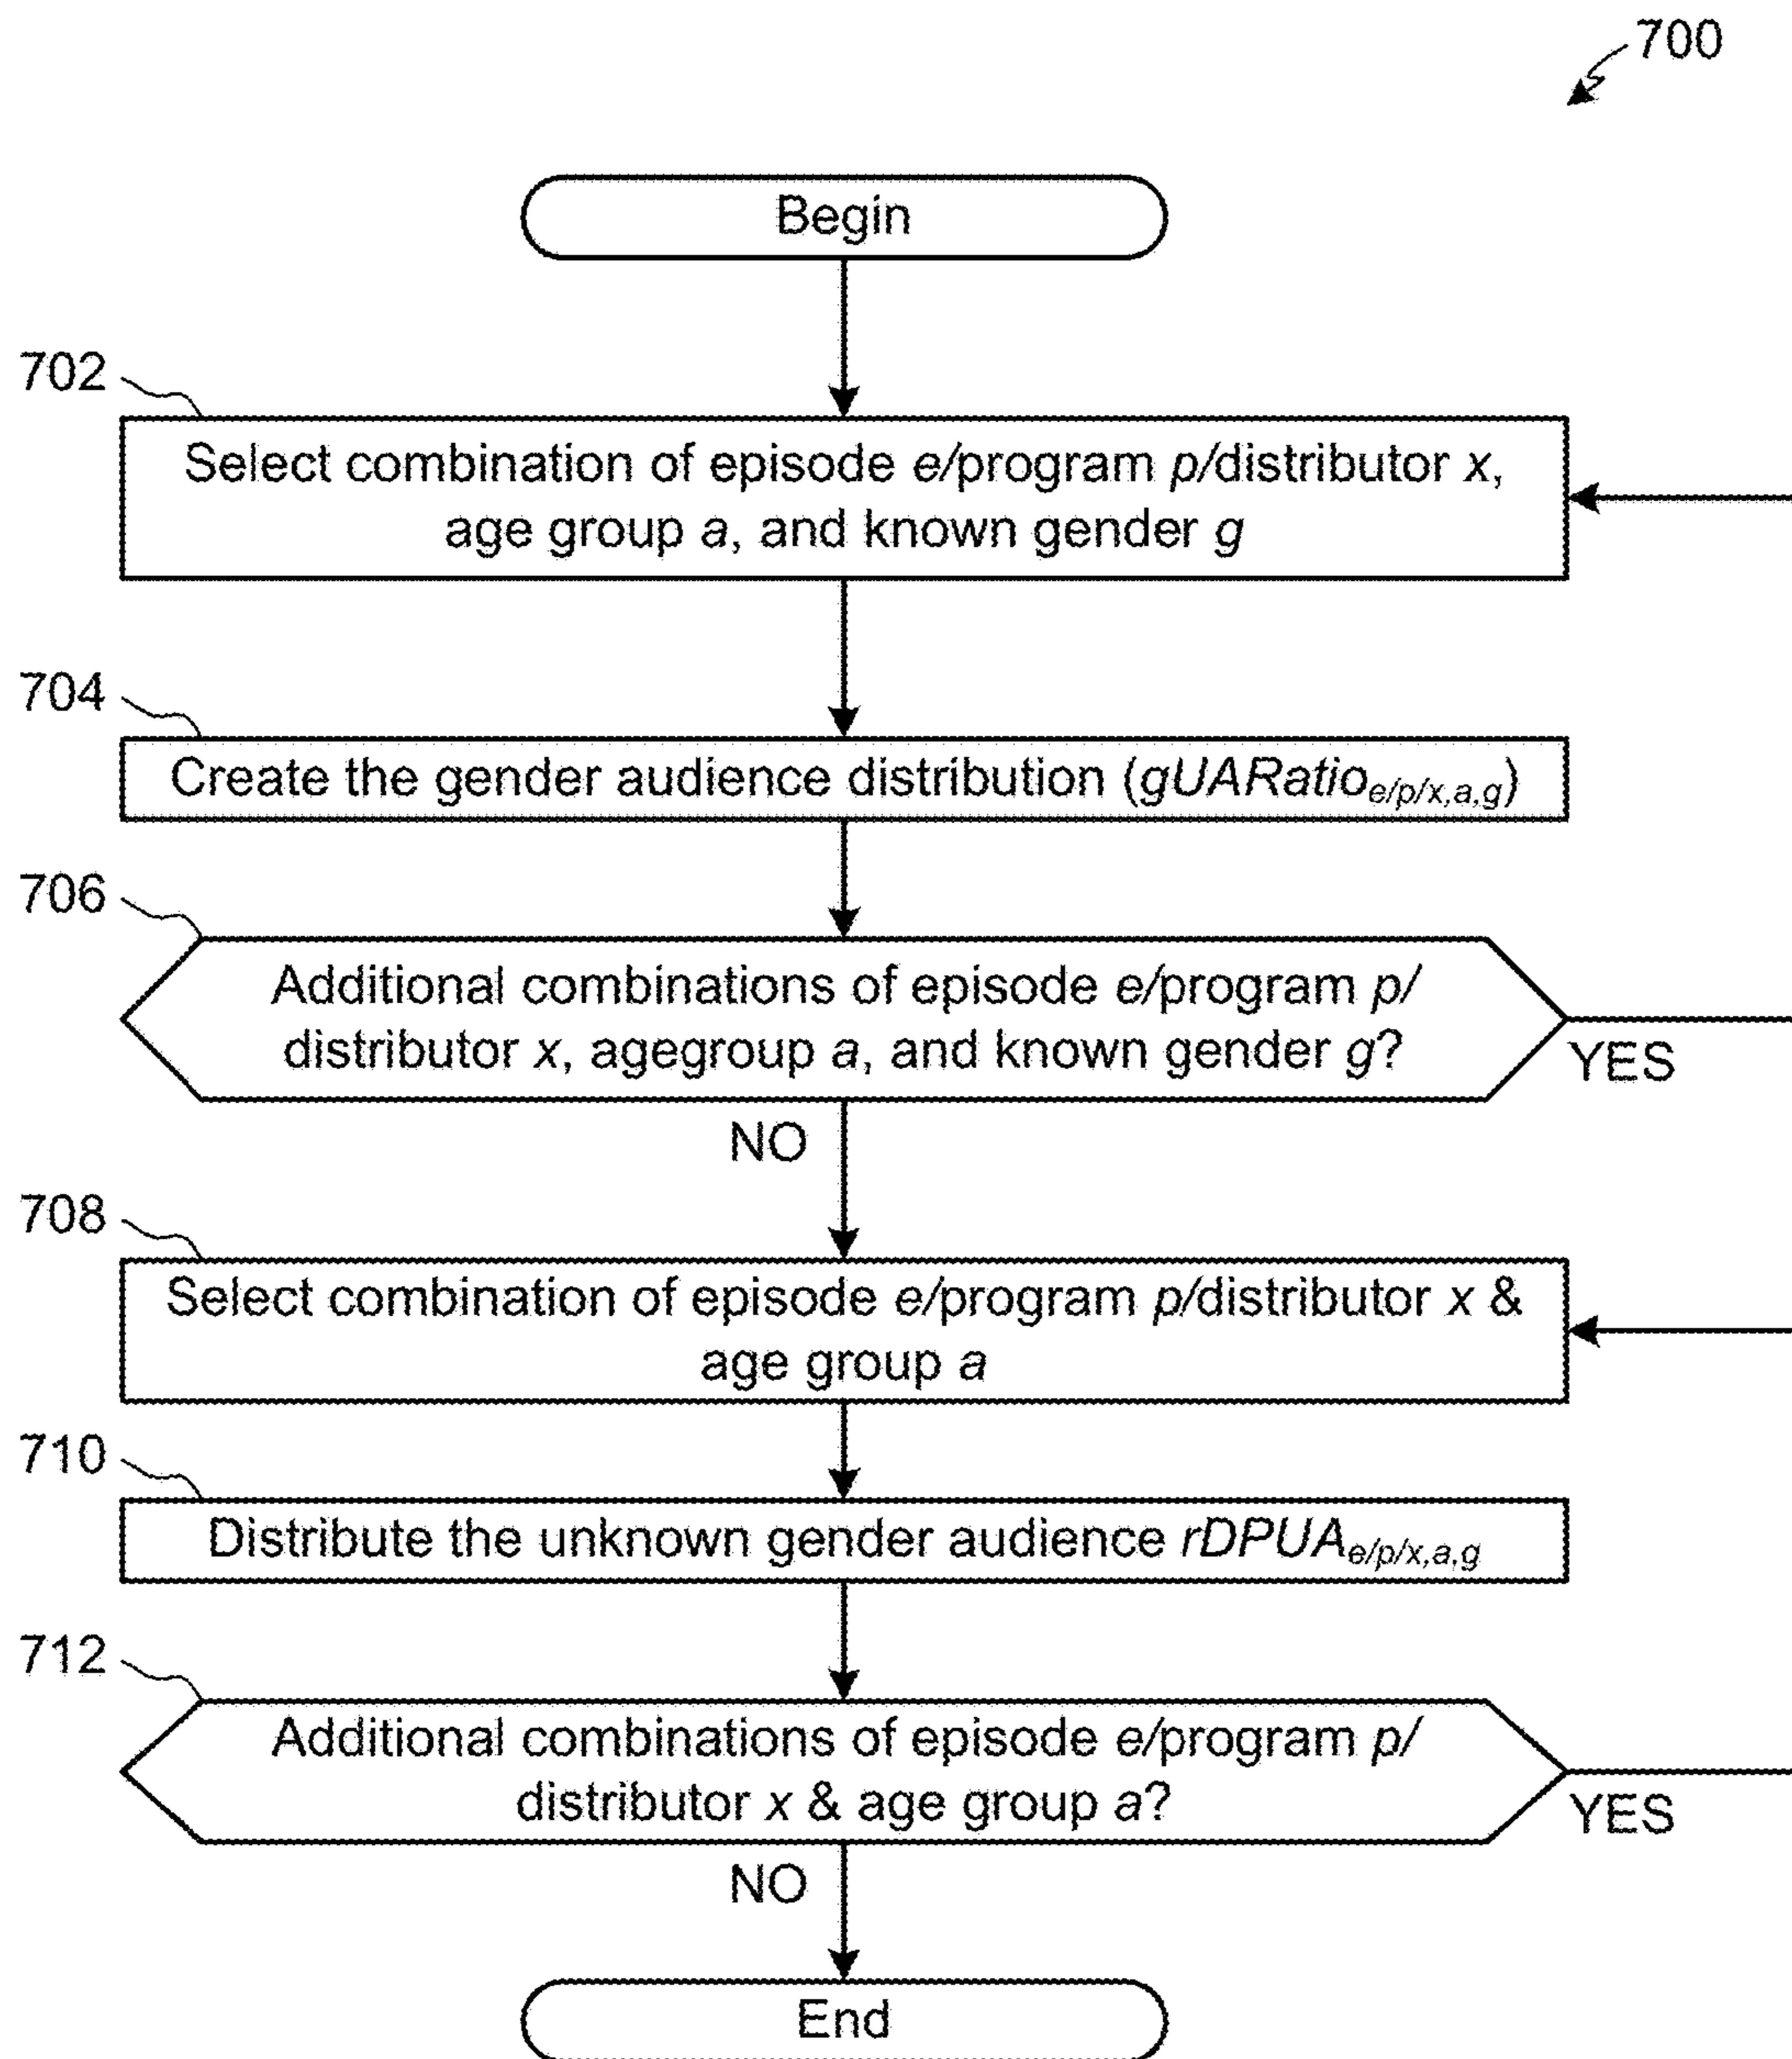 700
Begin
702
Select combination of episode e/program p/distributor x,
age group a, and known gender g
704
Create the gender audience distribution (gUARatioe/p/x,a,g)
706
Additional combinations of episode e/program p/
distributor x, agegroup a, and known gender g?
YES
NO
708
Select combination of episode e/program p/distributor x &
age group a
710
Distribute the unknown gender audience rDPUAe/p/x,a,g
712
Additional combinations of episode e/program p/
distributor x & age group a?
YES
NO
End